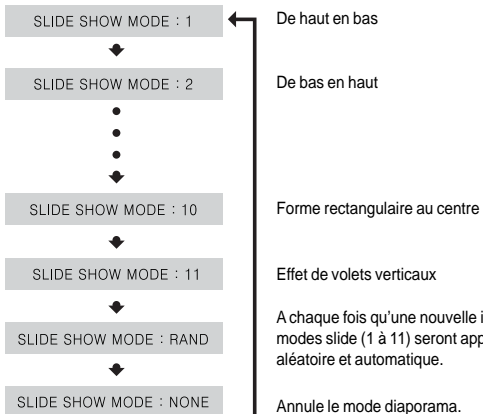 SLIDE SHOW MODE : 1
De haut en bas
SLIDE SHOW MODE : 2
De bas en haut
SLIDE SHOW MODE : 10
Forme rectangulaire au centre
SLIDE SHOW MODE : 11
Effet de volets verticaux
A chaque fois qu'une nouvelle i
modes slide (1 à 11) seront app
aléatoire et automatique.
SLIDE SHOW MODE : RAND
SLIDE SHOW MODE : NONE
Annule le mode diaporama.